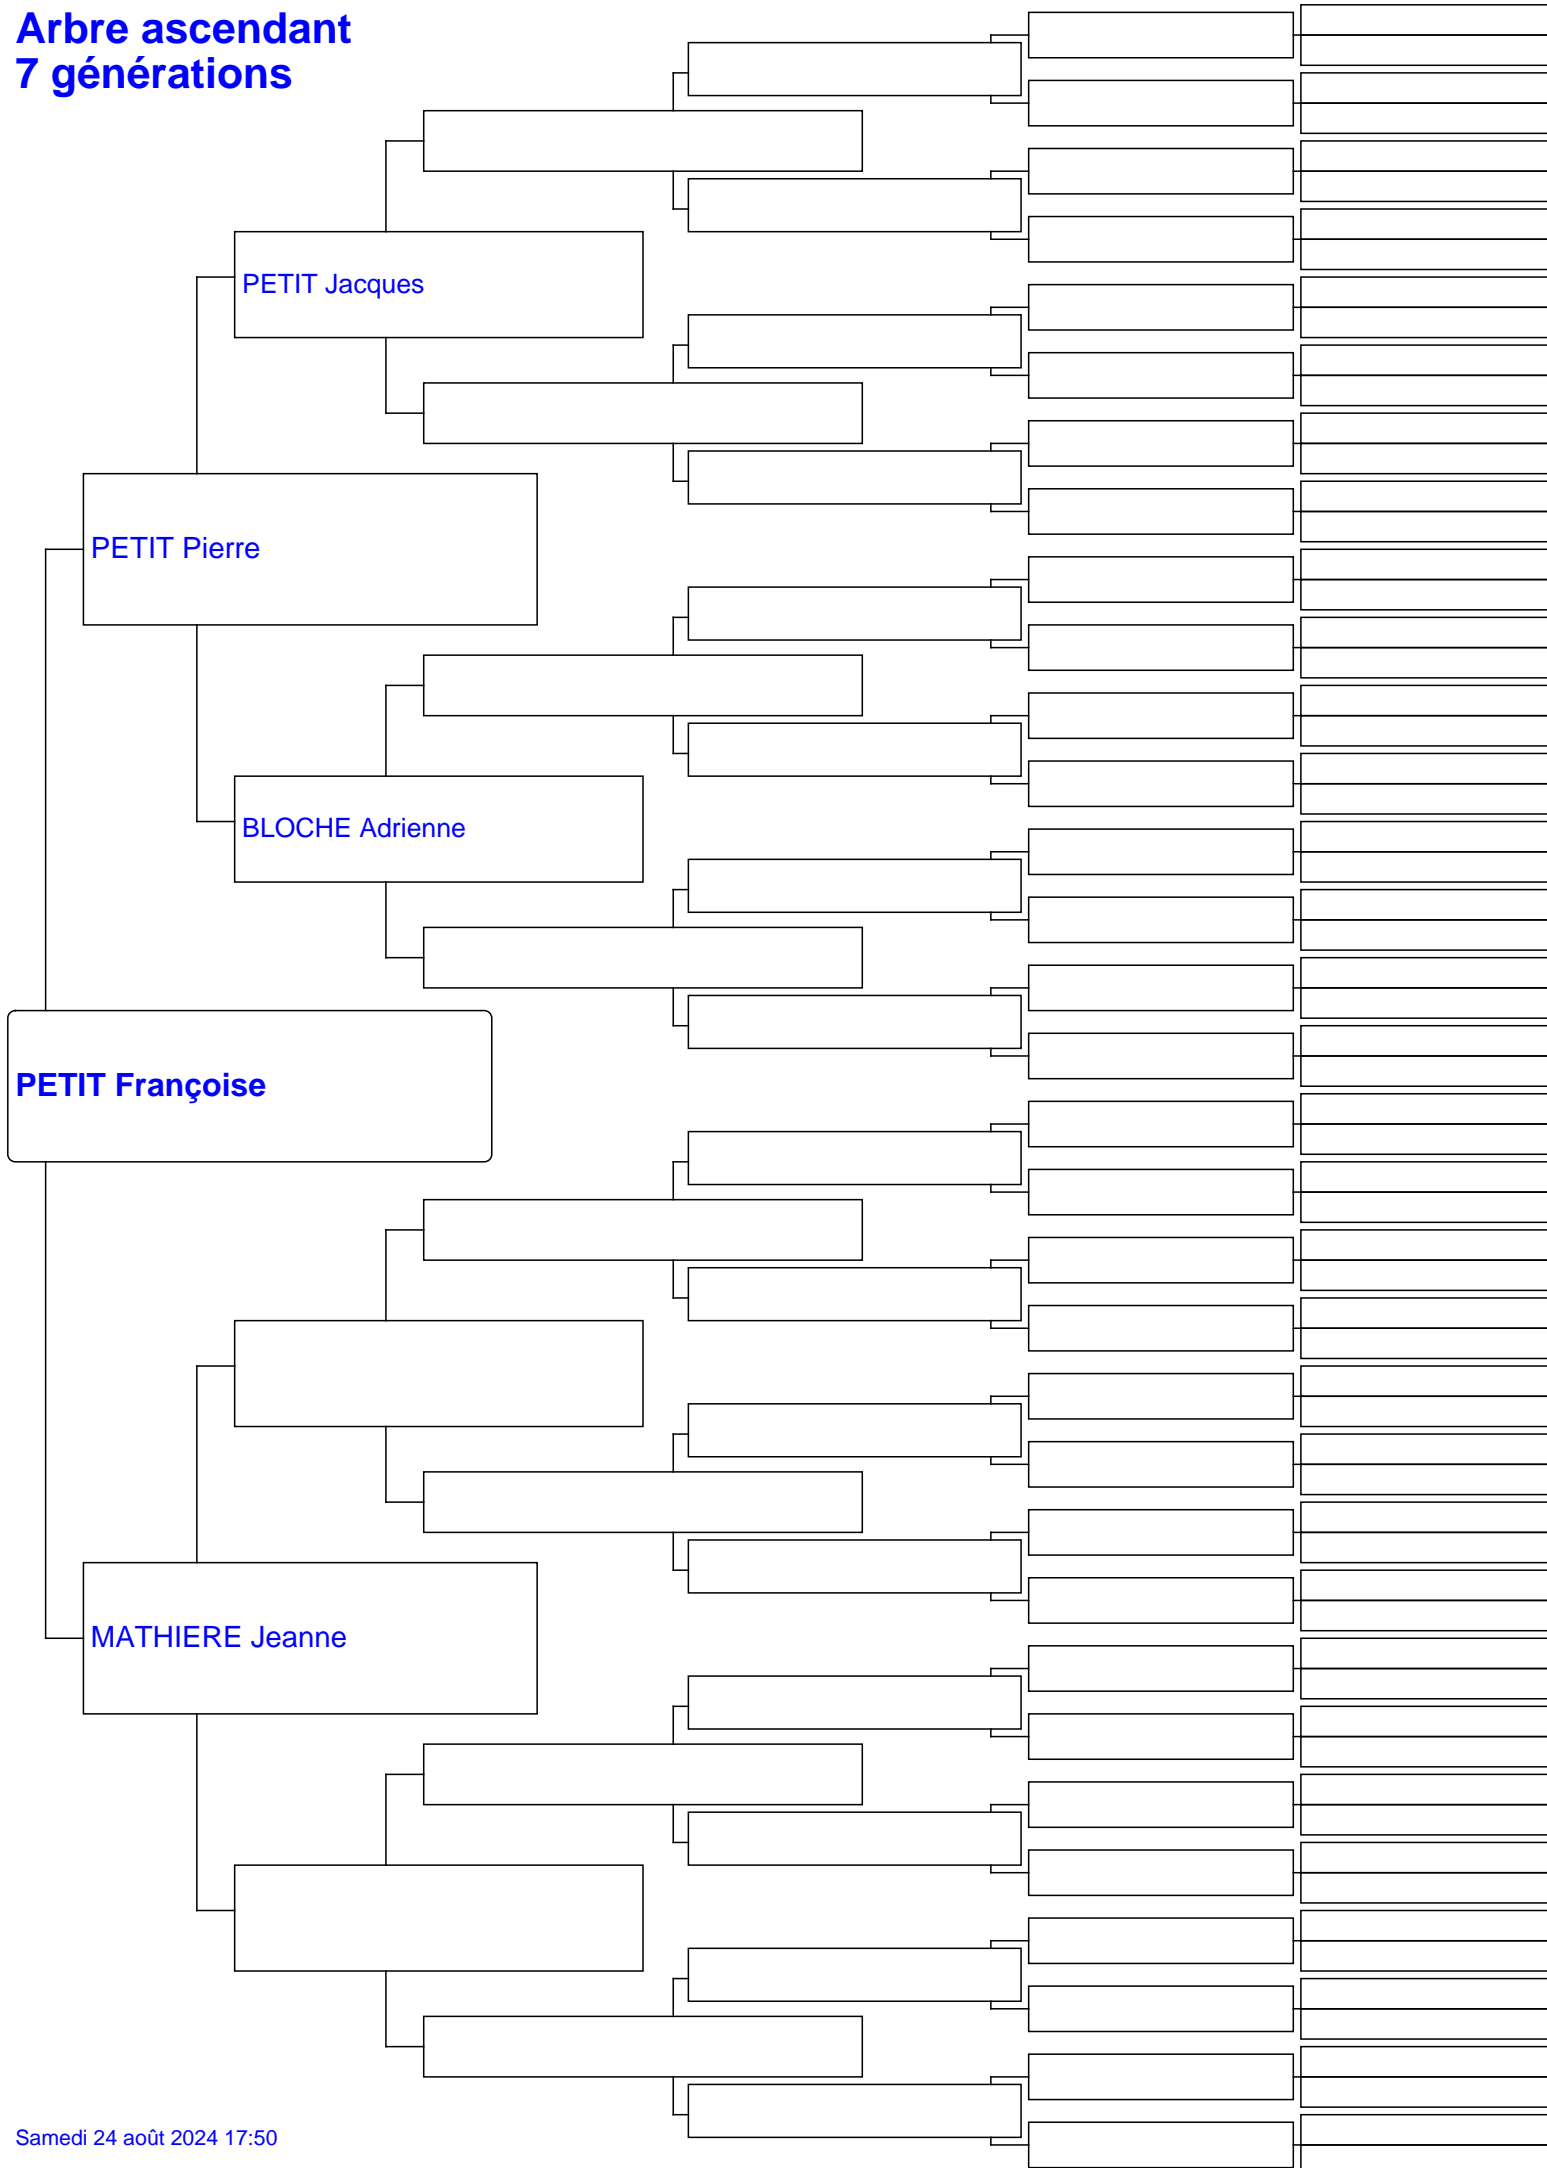 Arbre ascendant
7 générations
PETIT Jacques
PETIT Pierre
BLOCHE Adrienne
PETIT Françoise
MATHIERE Jeanne
Samedi 24 août 2024 17:50